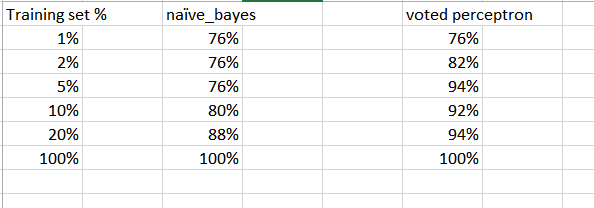 Training set % naïve_bayes voted perceptron
1% 76% 76%
2% 76% 82%
5% 76% 94%
10% 80% 92%
20% 88% 94%
100% 100% 100%